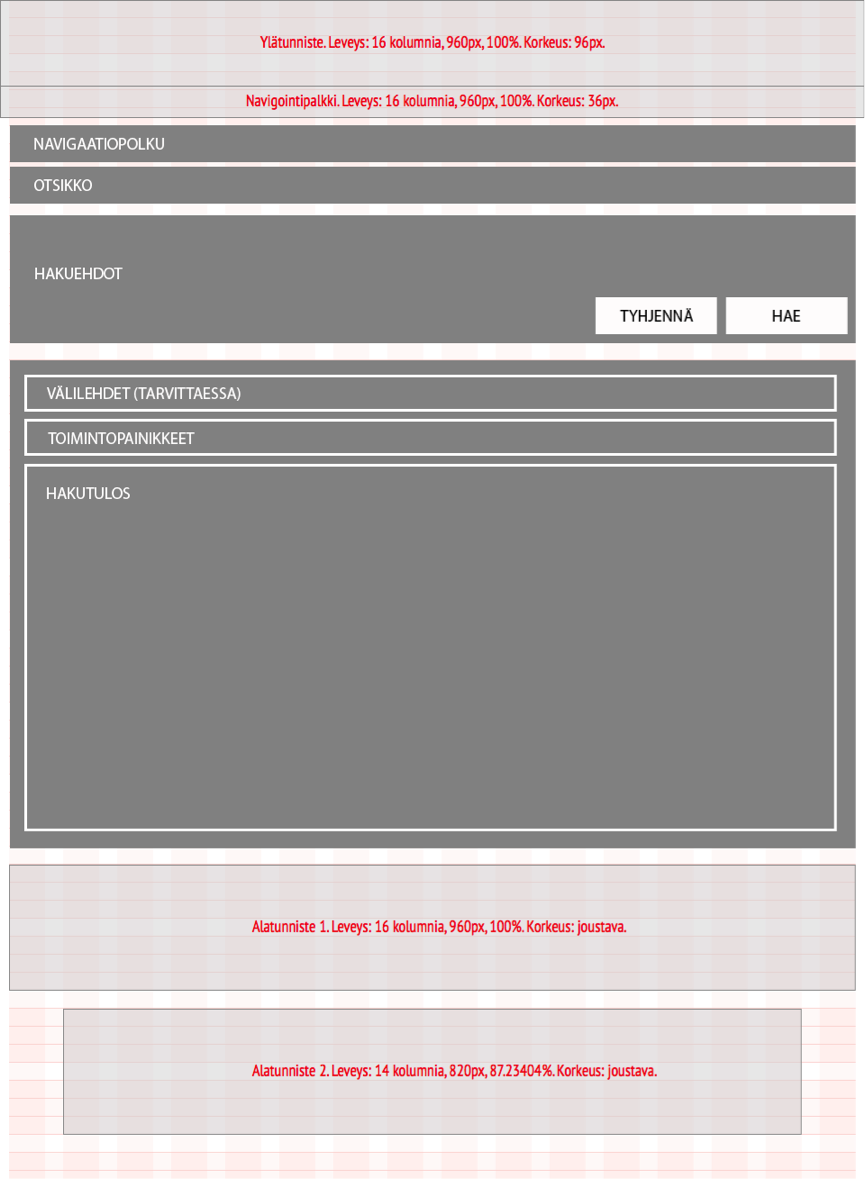 Ylätunniste. Leveys: 16 kolumnia, 960px, 100%. Korkeus: 96px.
Navigointipalkki. Leveys: 16 kolumnia, 960px, 100%. Korkeus: 36px.
NAVIGAATIOPOLKU
OTSIKKO
HAKUEHDOT
TYHJENNÄ HAE
VÄLILEHDET (TARVITTAESSA)
TOIMINTOPAINIKKEET
HAKUTULOS
Alatunniste 1. Leveys: 16 kolumnia, 960px, 100%. Korkeus: joustava.
Alatunniste 2. Leveys: 14 kolumnia, 820px, 87.23404%. Korkeus: joustava.